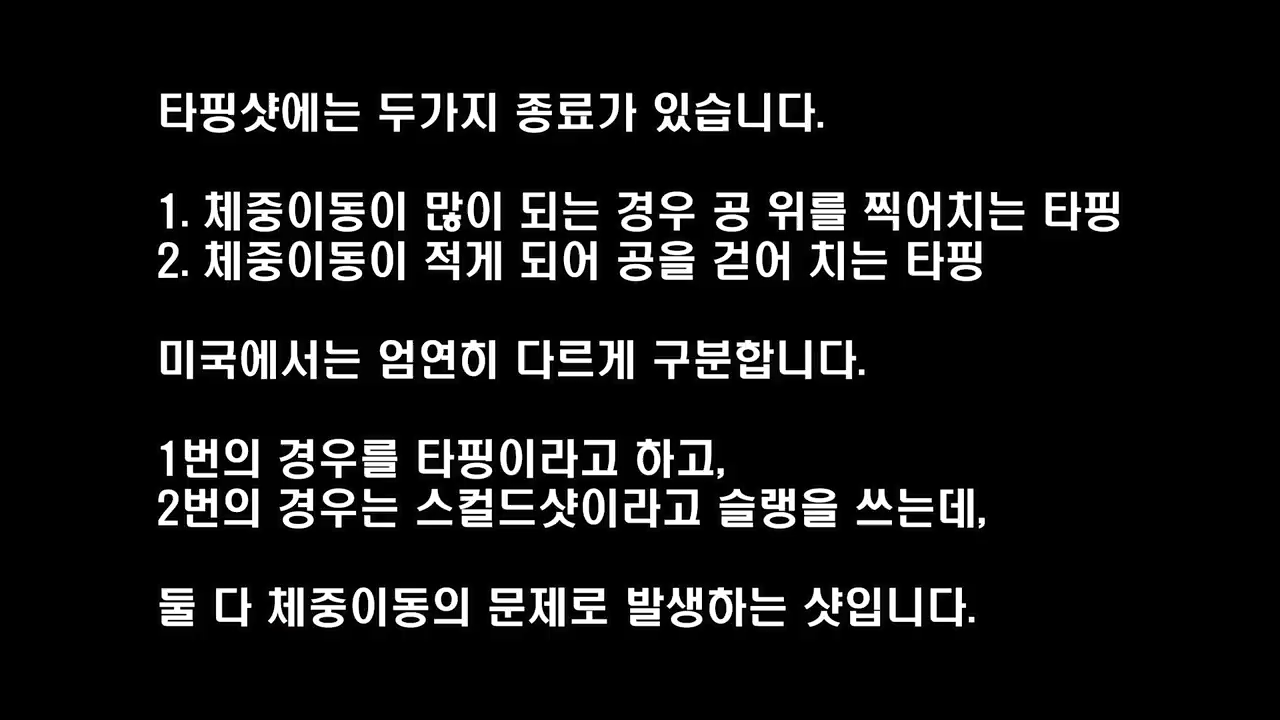 타핑샷에는 두가지 종료가 있습니다.
1. 체중이동이 많이 되는 경우 공 위를 찍어치는 타핑
2. 체중이동이 적게 되어 공을 걷어 치는 타핑
미국에서는 엄연히 다르게 구분합니다.
1번의 경우를 타핑이라고 하고,
2번의 경우는 스컬드샷이라고 슬랭을 쓰는데,
둘 다 체중이동의 문제로 발생하는 샷입니다.